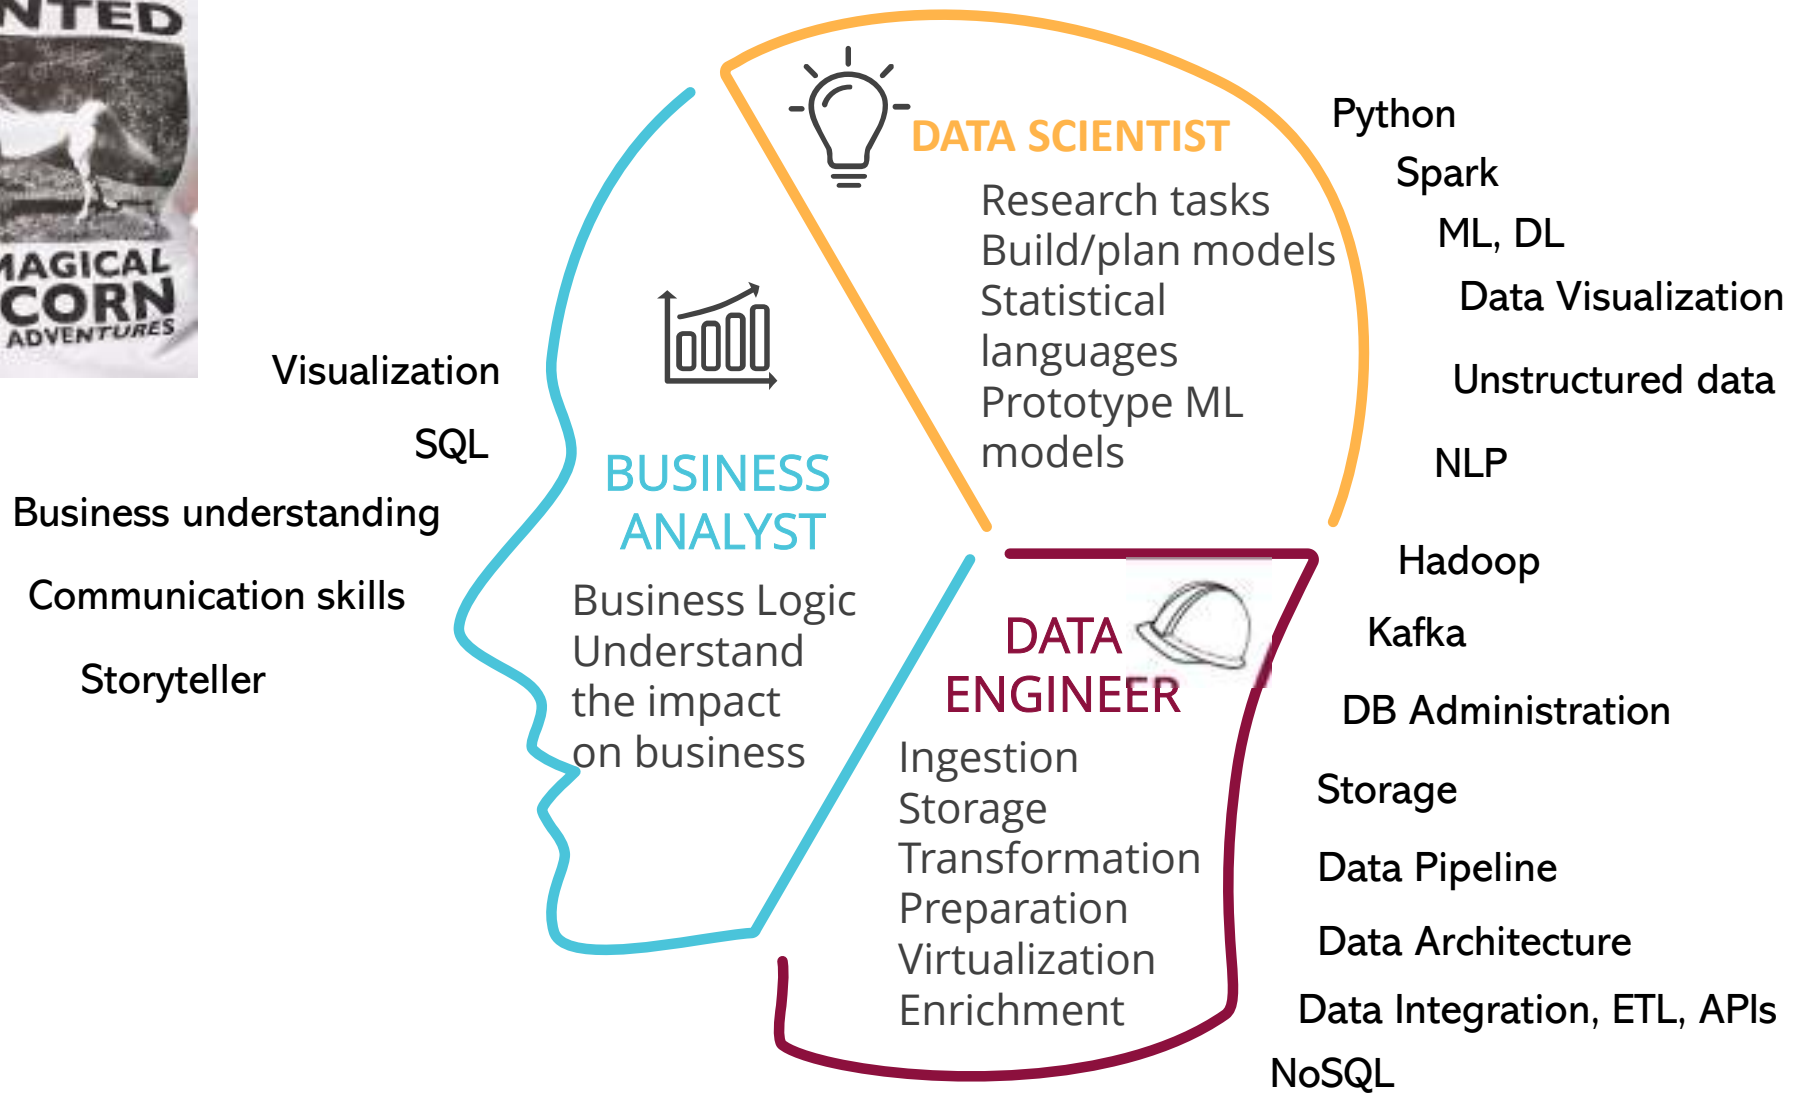 NTED
MAGICAL
CORN
ADVENTURES
Visualization
SQL
Business understanding
Communication skills
Storyteller
BUSINESS
ANALYST
Business Logic
Understand
the impact
on business
DATA SCIENTIST
Research tasks
Build/plan models
Statistical
languages
Prototype ML
models
Python
Spark
ML, DL
Data Visualization
Unstructured data
NLP
DATA
ENGINEER
Ingestion
Storage
Transformation
Preparation
Virtualization
Enrichment
Hadoop
Kafka
DB Administration
Storage
Data Pipeline
Data Architecture
Data Integration, ETL, APIs
NoSQL